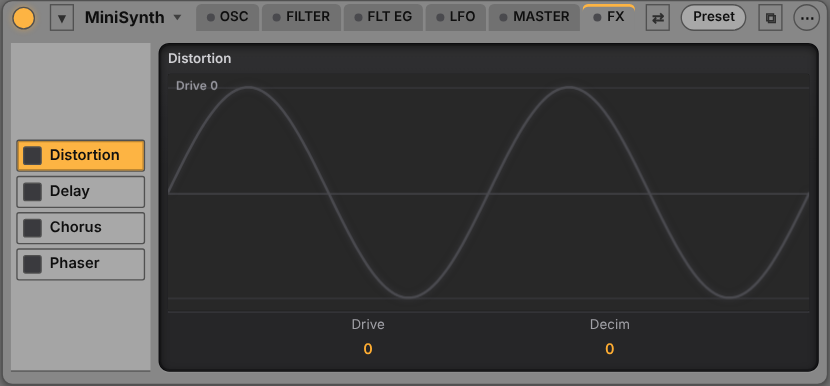 MiniSynth OSC FILTER FLT EG LFO MASTER FX Preset
Distortion
Drive 0
Distortion
Delay
Chorus
Phaser
Drive Decim
0 0